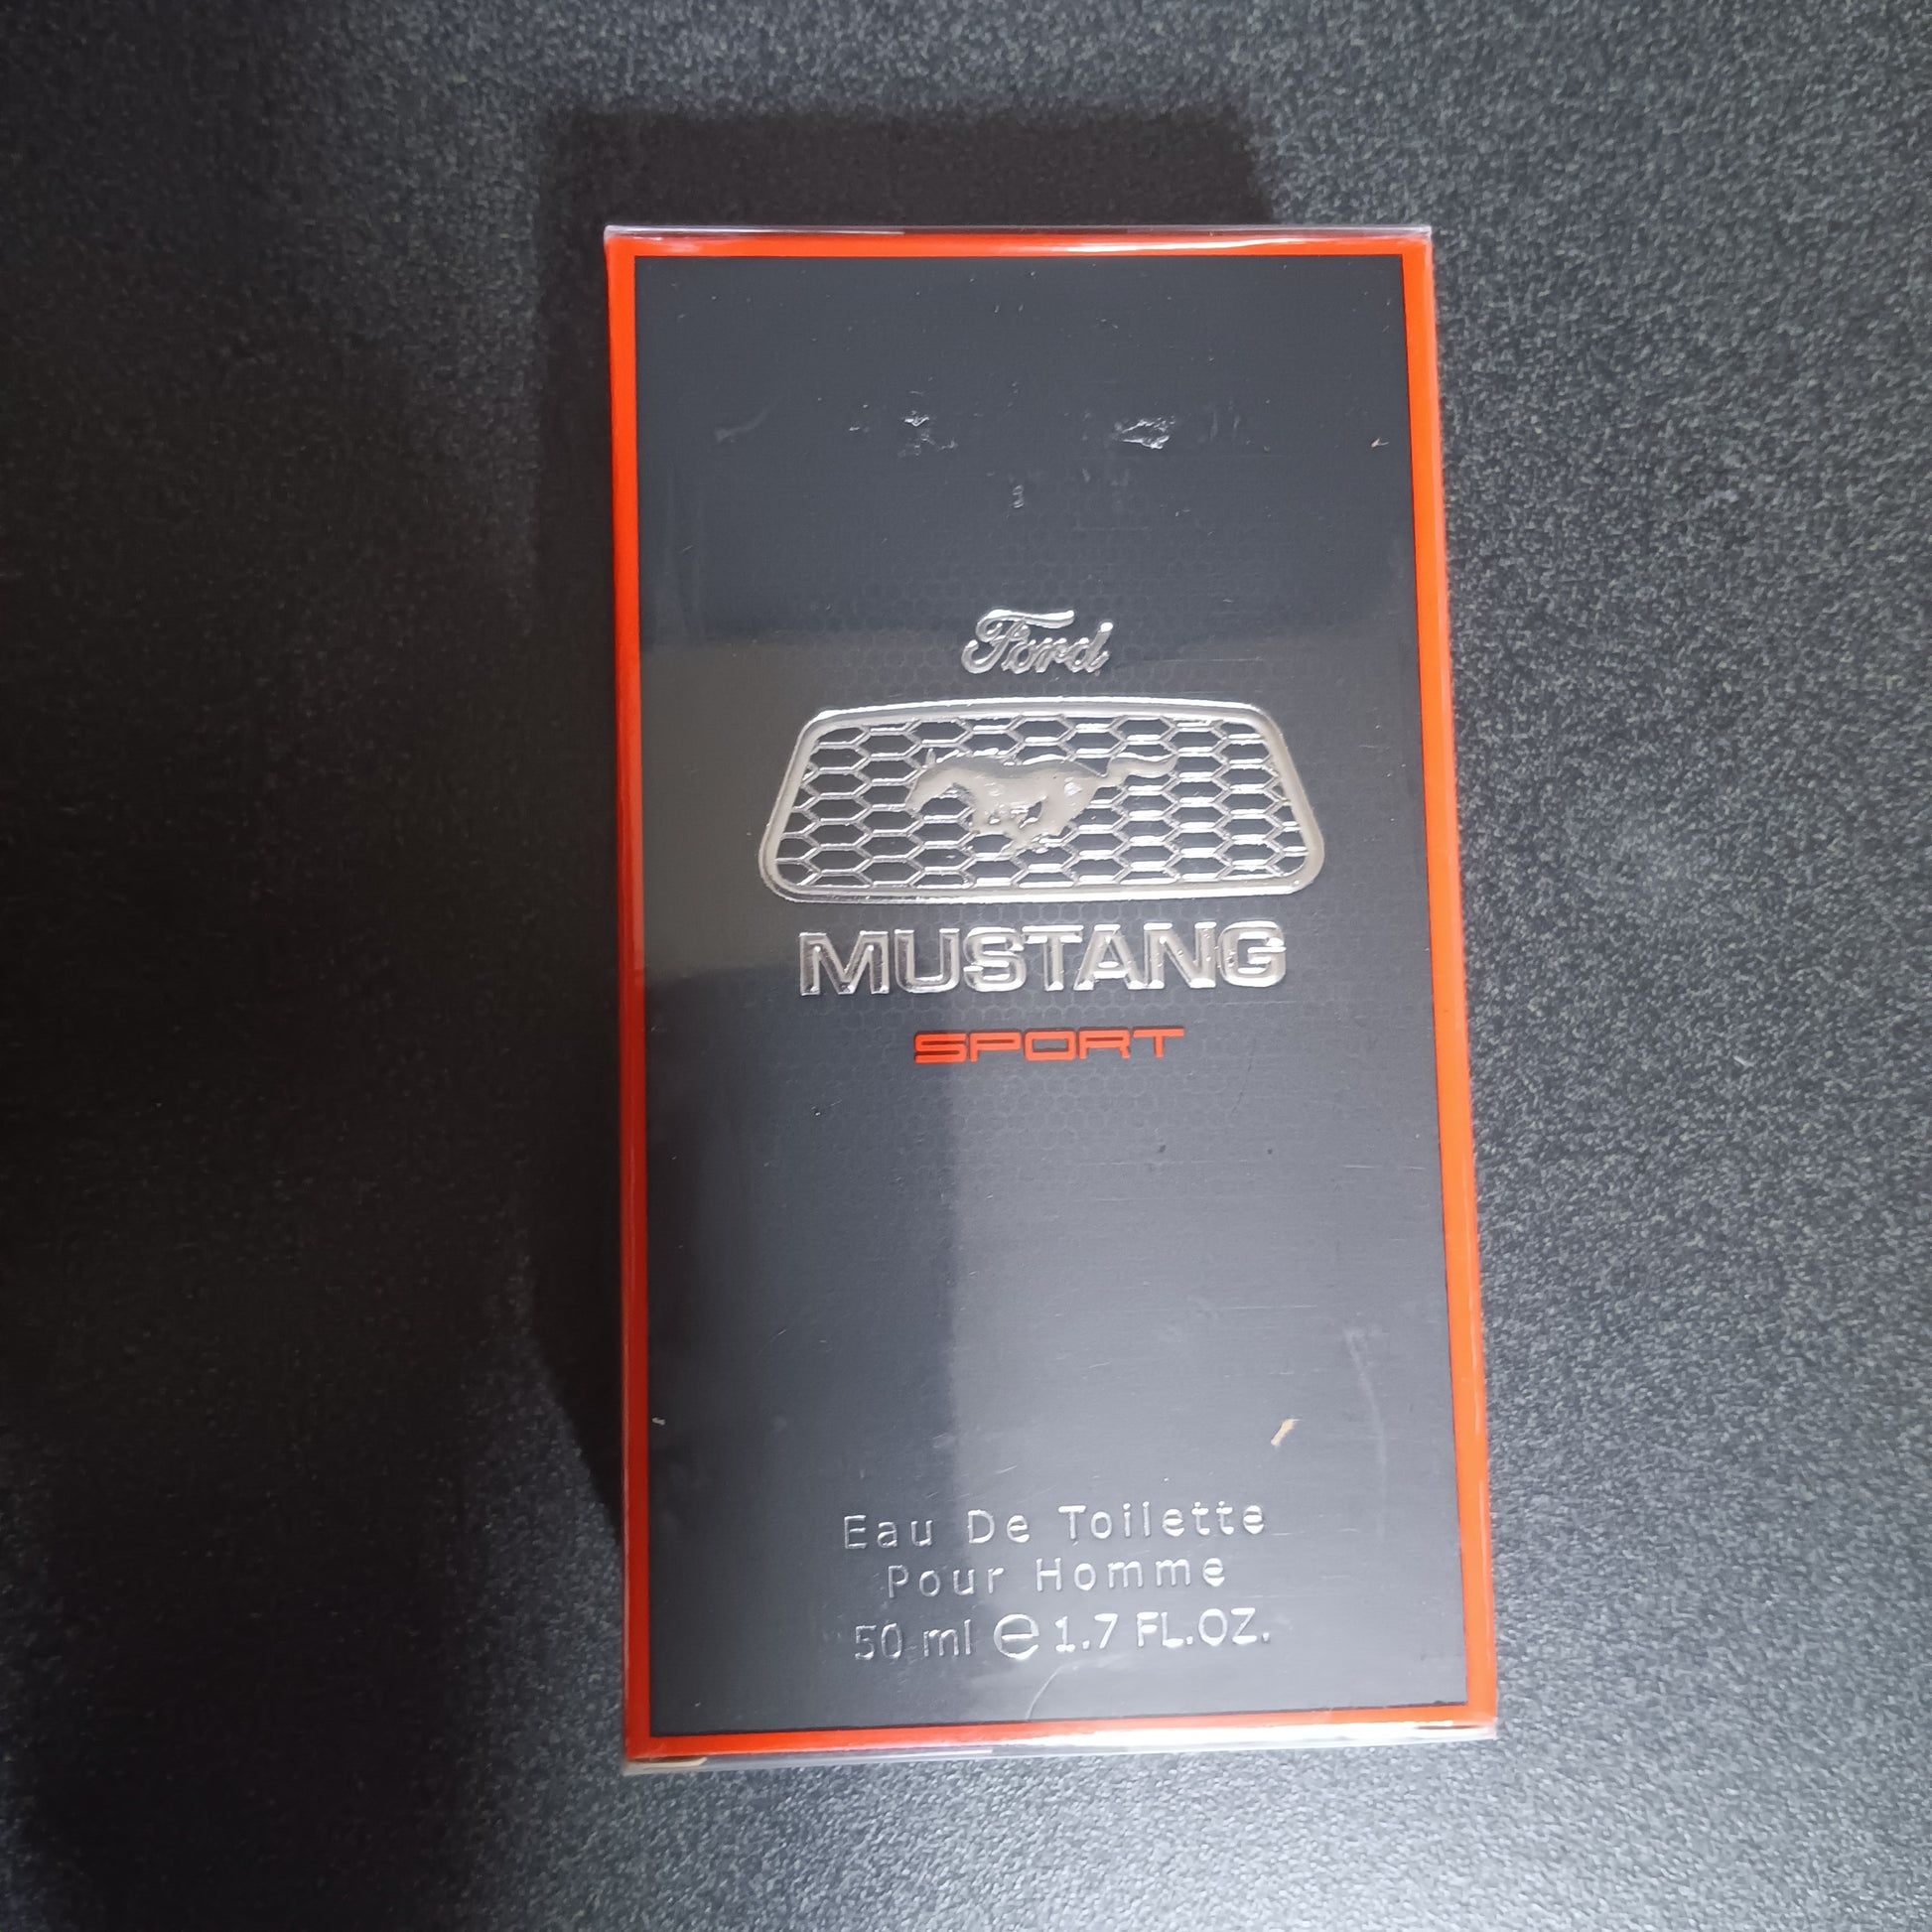 Ford
MUSTANG
SPORT
Eau De Toilette
Pour Homme
50 ml e 1.7 FL.OZ.